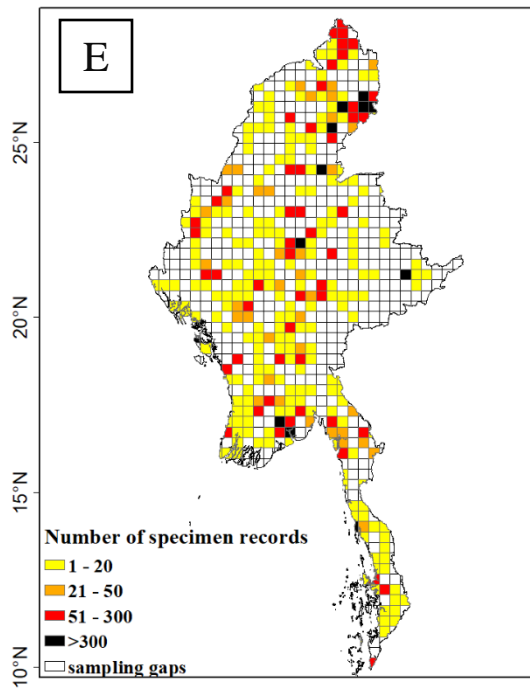 E
25°N
20°N
15°N
10°N
Number of specimen records
1 - 20
21 - 50
51 - 300
>300
sampling gaps